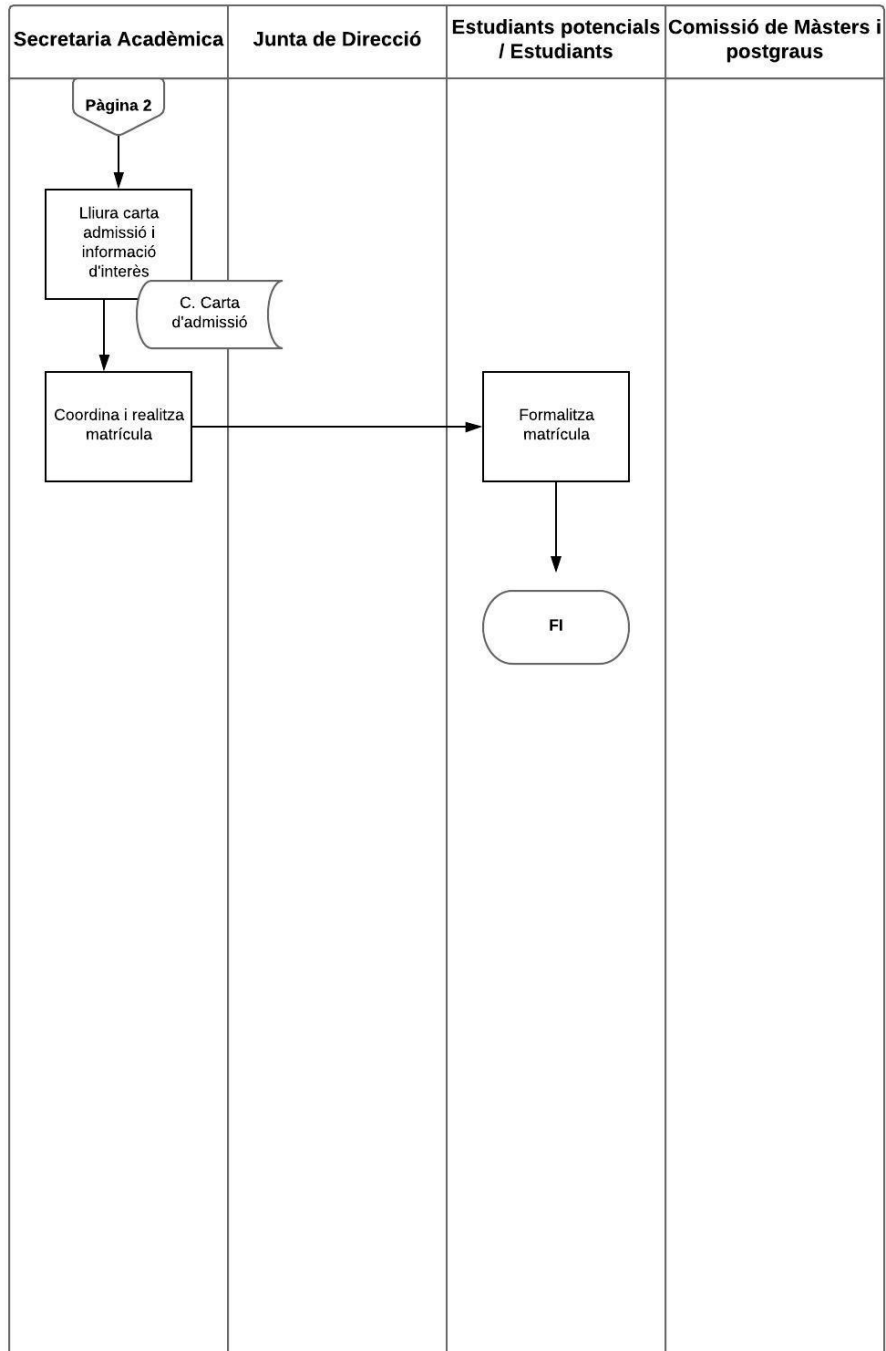 Secretaria Acadèmica
Junta de Direcció
Estudiants potencials
/ Estudiants
Comissió de Màsters i
postgraus
Pàgina 2
Lliura carta
admissió i
informació
d'interès
C. Carta
d'admissió
Coordina i realitza
matrícula
Formalitza
matrícula
FI